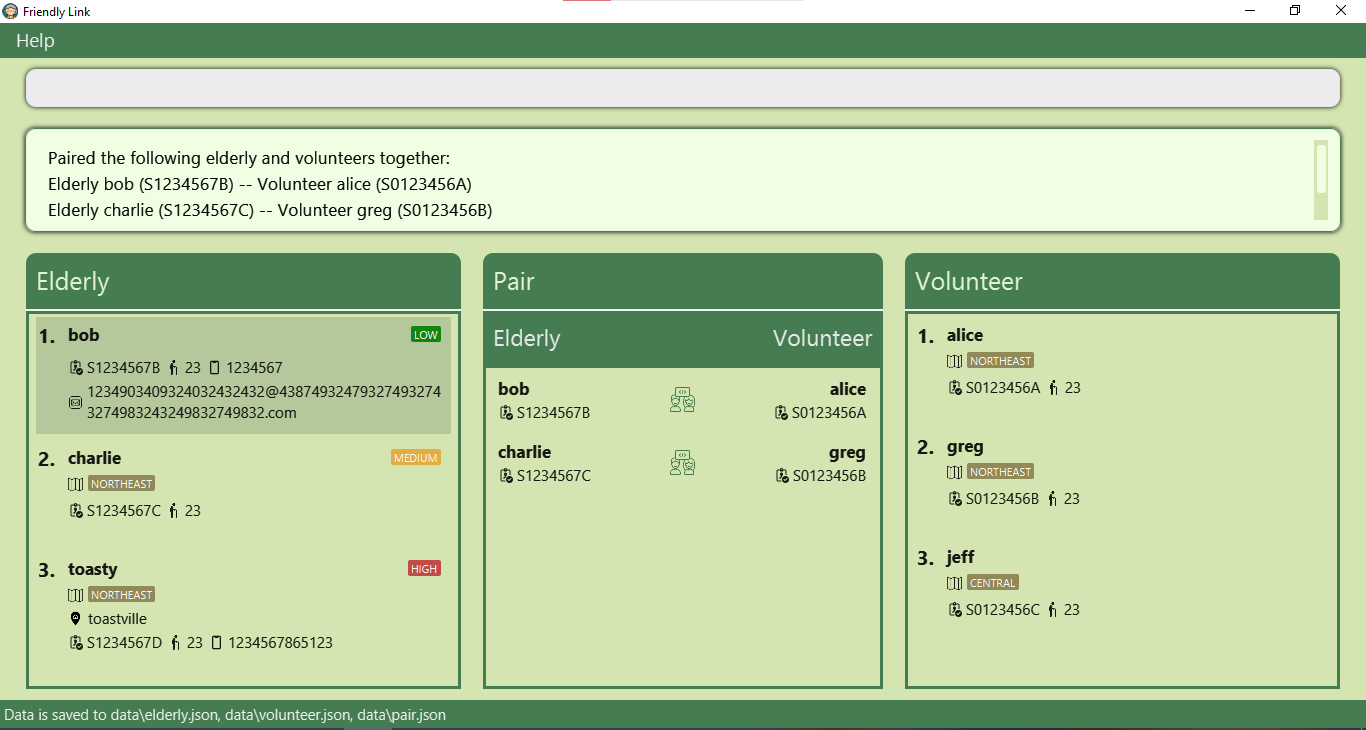 Friendly Link
Help
Paired the following elderly and volunteers together:
Elderly bob (S1234567B) -- Volunteer alice (S0123456A)
Elderly charlie (S1234567C) -- Volunteer greg (S0123456B)
Elderly
1. bob LOW
S1234567B 23 1234567
1234903409324032432432@43874932479327493274
3274983243249832749832.com
2. charlie MEDIUM
NORTHEAST
S1234567C 23
3. toasty HIGH
NORTHEAST
toastville
S1234567D 23 1234567865123
Pair
Elderly Volunteer
bob alice
S1234567B S0123456A
charlie greg
S1234567C S0123456B
Volunteer
1. alice
NORTHEAST
S0123456A 23
2. greg
NORTHEAST
S0123456B 23
3. jeff
CENTRAL
S0123456C 23
Data is saved to data\elderly.json, data\volunteer.json, data\pair.json